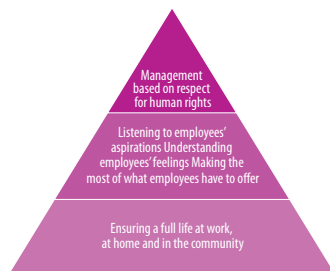 Management
based on respect
for human rights
Listening to employees'
aspirations Understanding
employees' feelings Making the
most of what employees have to offer
Ensuring a full life at work,
at home and in the community